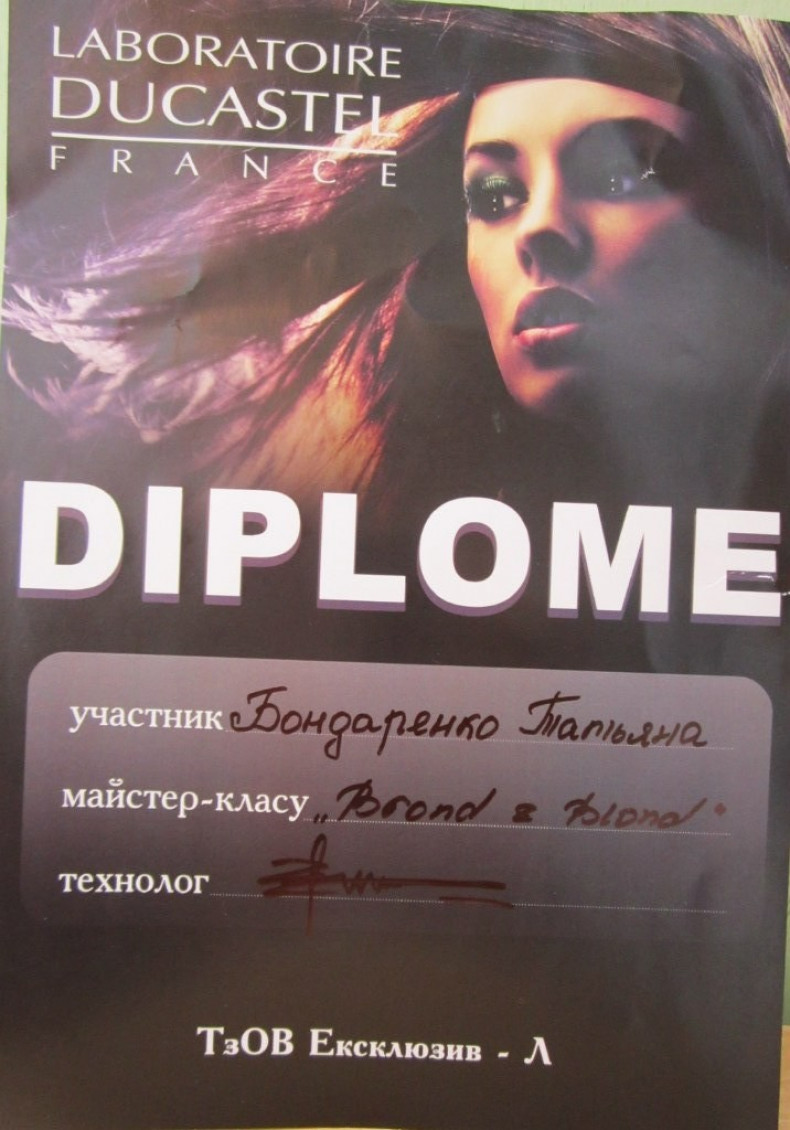 LABORATOIRE
DUCASTEL
FRANCE
DIPLOME
участник Бондаренко Татьяна
майстер-класу „Brond & Blond"
технолог
ТзОВ Ексклюзив - Л